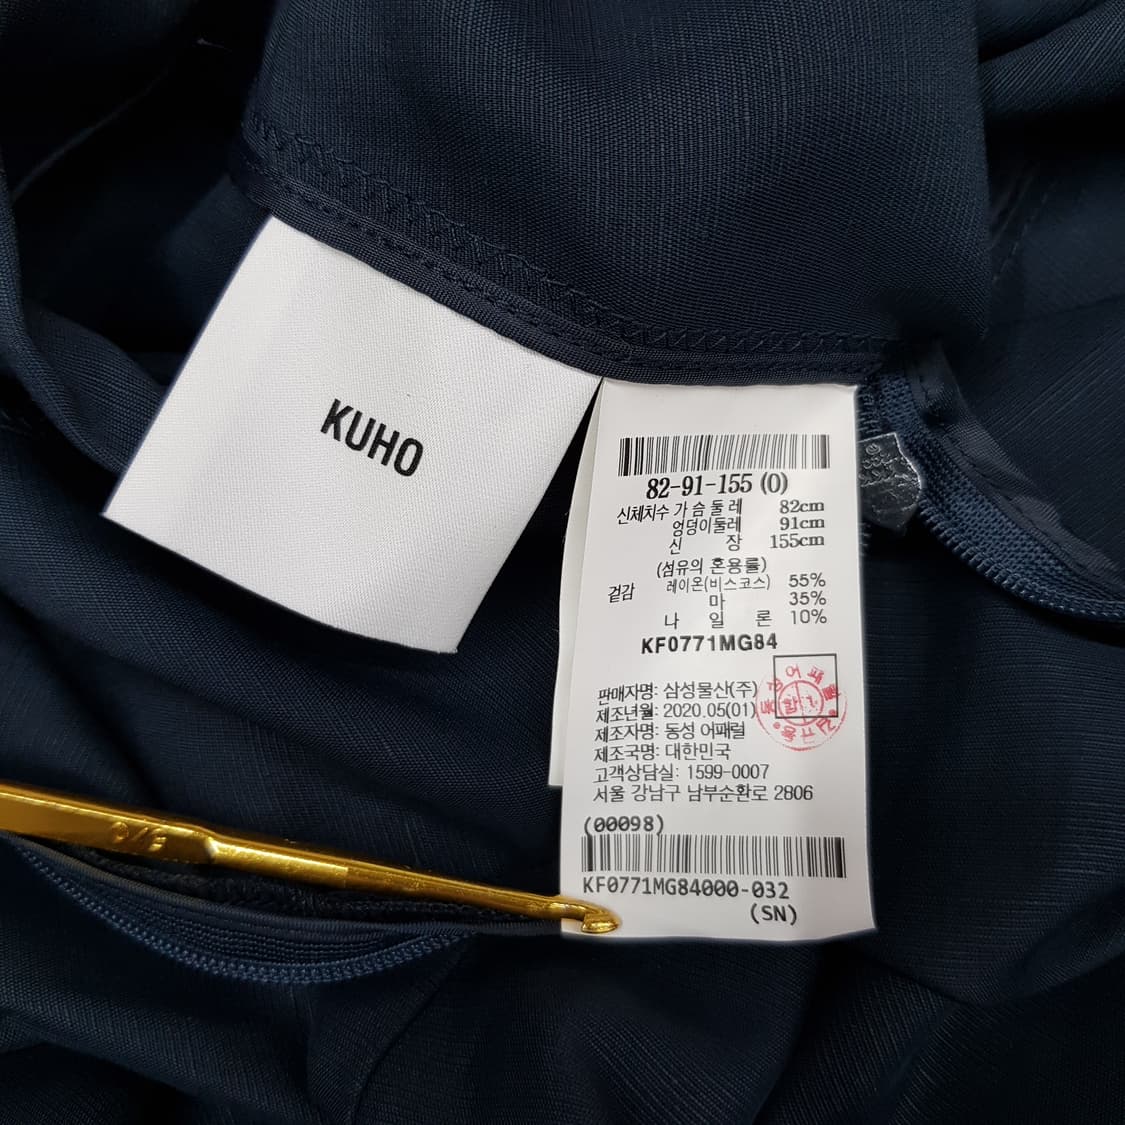 KUHO
82-91-155 (0)
신체치수 가슴둘레 82cm
엉덩이둘레 91cm
신 장 155cm
(섬유의 혼용률)
겉감 레이온(비스코스) 55%
마 35%
나 일 론 10%
KF0771MG84
판매자명: 삼성물산(주)
제조년월: 2020.05(01)
제조자명: 동성 어패럴
제조국명: 대한민국
고객상담실: 1599-0007
서울 강남구 남부순환로 2806
(00098)
KF0771MG84000-032
(SN)